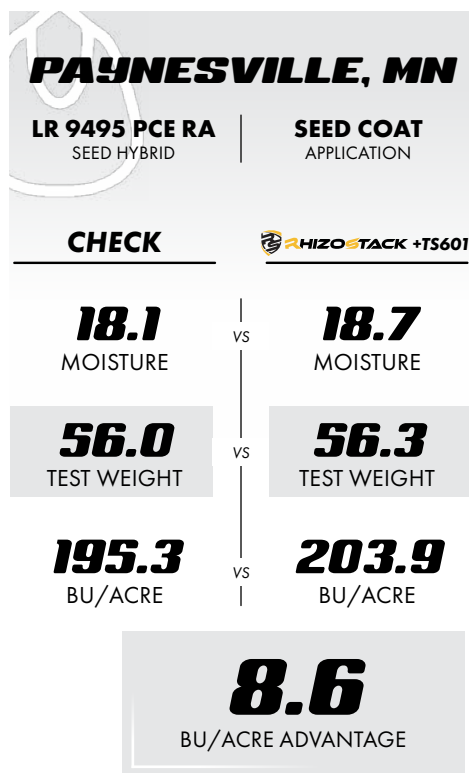 PAYNESVILLE, MN
LR 9495 PCE RA
SEED HYBRID
SEED COAT
APPLICATION
CHECK
RHIZOSTACK +TS601
18.1
MOISTURE
VS
18.7
MOISTURE
56.0
TEST WEIGHT
VS
56.3
TEST WEIGHT
195.3
BU/ACRE
VS
203.9
BU/ACRE
8.6
BU/ACRE ADVANTAGE